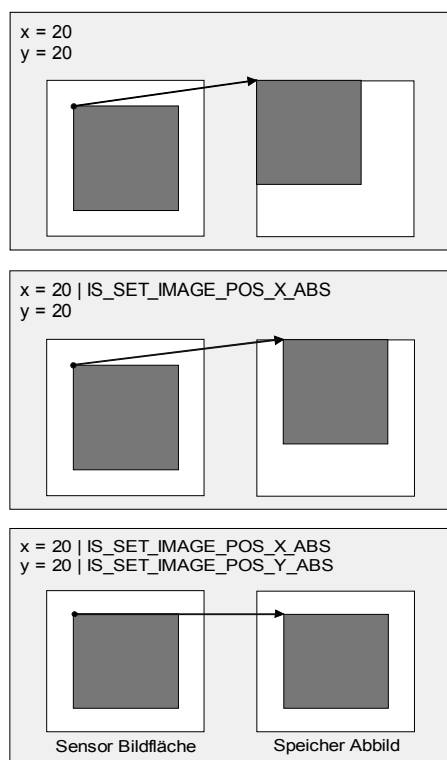 x = 20
y = 20
x = 20 | IS_SET_IMAGE_POS_X_ABS
y = 20
x = 20 | IS_SET_IMAGE_POS_X_ABS
y = 20 | IS_SET_IMAGE_POS_Y_ABS
Sensor Bildfläche Speicher Abbild